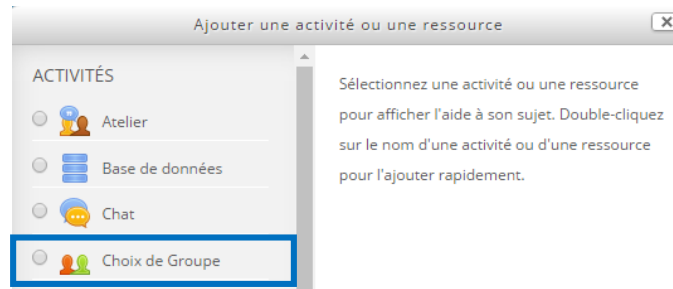 Ajouter une activité ou une ressource
ACTIVITÉS
Atelier
Base de données
Chat
Choix de Groupe
Sélectionnez une activité ou une ressource
pour afficher l'aide à son sujet. Double-cliquez
sur le nom d'une activité ou d'une ressource
pour l'ajouter rapidement.